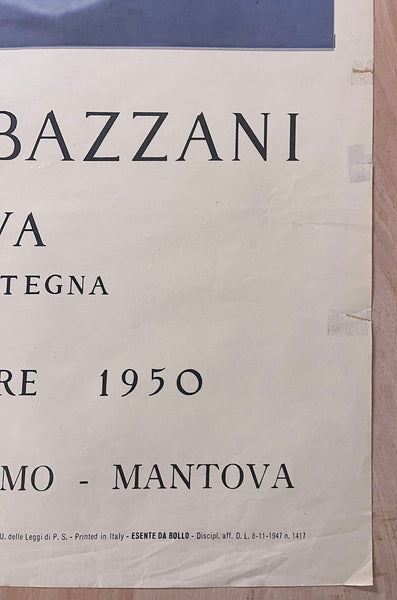 BAZZANI
VA
TEGNA
RE 1950
MO - MANTOVA
U. delle Leggi di P. S. - Printed in Italy - ESENTE DA BOLLO - Discipl. aff. D. L. 8-11-1947 n. 1417